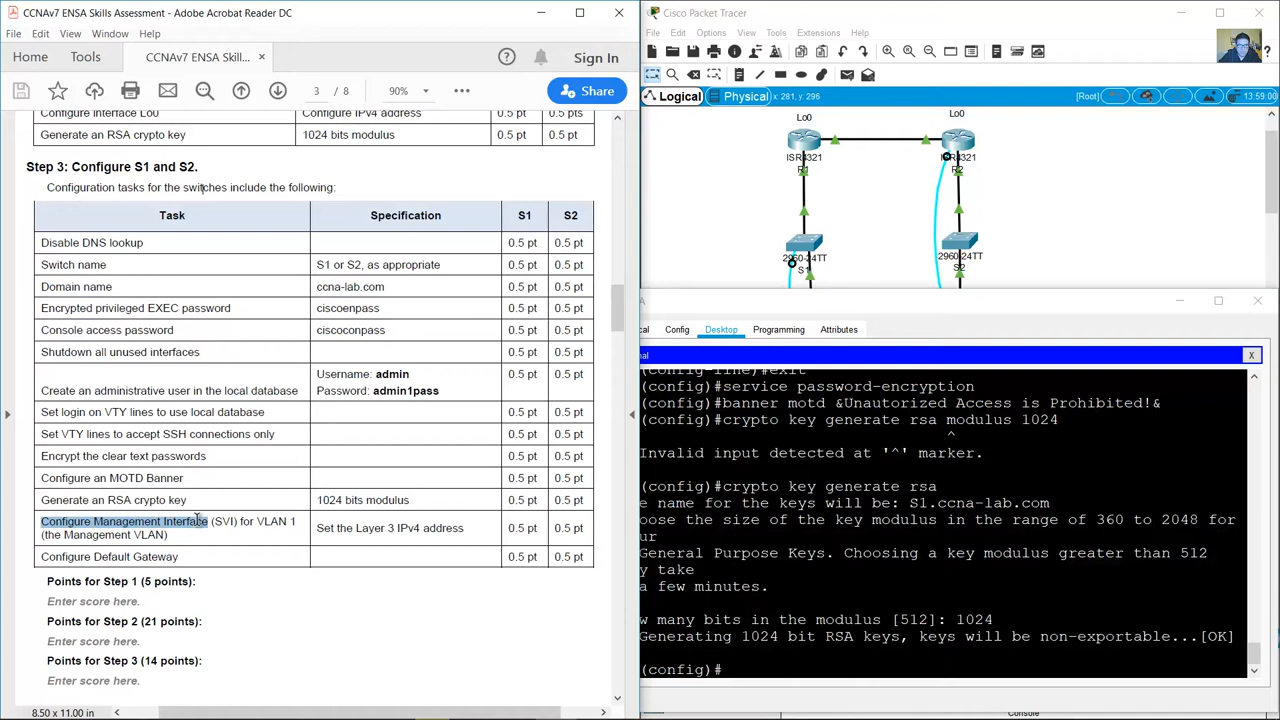 CCNAv7 ENSA Skills Assessment - Adobe Acrobat Reader DC
File Edit View Window Help
Home Tools CCNAv7 ENSA Skill... Sign In
3 / 8 90% Share
Configure Interface Lo0 Configure IPv4 address 0.5 pt 0.5 pts
Generate an RSA crypto key 1024 bits modulus 0.5 pt 0.5 pt
Step 3: Configure S1 and S2.
Configuration tasks for the switches include the following:
Task Specification S1 S2
Disable DNS lookup 0.5 pt 0.5 pt
Switch name S1 or S2, as appropriate 0.5 pt 0.5 pt
Domain name ccna-lab.com 0.5 pt 0.5 pt
Encrypted privileged EXEC password ciscoenpass 0.5 pt 0.5 pt
Console access password ciscoconpass 0.5 pt 0.5 pt
Shutdown all unused interfaces 0.5 pt 0.5 pt
Username: admin 0.5 pt 0.5 pt
Create an administrative user in the local database Password: admin1pass
Set login on VTY lines to use local database 0.5 pt 0.5 pt
Set VTY lines to accept SSH connections only 0.5 pt 0.5 pt
Encrypt the clear text passwords 0.5 pt 0.5 pt
Configure an MOTD Banner 0.5 pt 0.5 pt
Generate an RSA crypto key 1024 bits modulus 0.5 pt 0.5 pt
Configure Management Interface (SVI) for VLAN 1
(the Management VLAN) Set the Layer 3 IPv4 address 0.5 pt 0.5 pt
Configure Default Gateway 0.5 pt 0.5 pt
Points for Step 1 (5 points):
Enter score here.
Points for Step 2 (21 points):
Enter score here.
Points for Step 3 (14 points):
Enter score here.
8.50 x 11.00 in
Cisco Packet Tracer
File Edit Options View Tools Extensions Help
Logical Physical x: 281, y: 296 [Root] 13:59:00
Lo0 Lo0
ISR4321 ISR4321
R1 R2
2960-24TT 2960-24TT
S1 S2
A
al Config Desktop Programming Attributes
nal X
(config-line)#exit
(config)#service password-encryption
(config)#banner motd &Unautorized Access is Prohibited!&
(config)#crypto key generate rsa modulus 1024
^
Invalid input detected at '^' marker.
(config)#crypto key generate rsa
e name for the keys will be: S1.ccna-lab.com
oose the size of the key modulus in the range of 360 to 2048 for
ur
General Purpose Keys. Choosing a key modulus greater than 512
y take
a few minutes.
w many bits in the modulus [512]: 1024
Generating 1024 bit RSA keys, keys will be non-exportable...[OK]
(config)#
Console